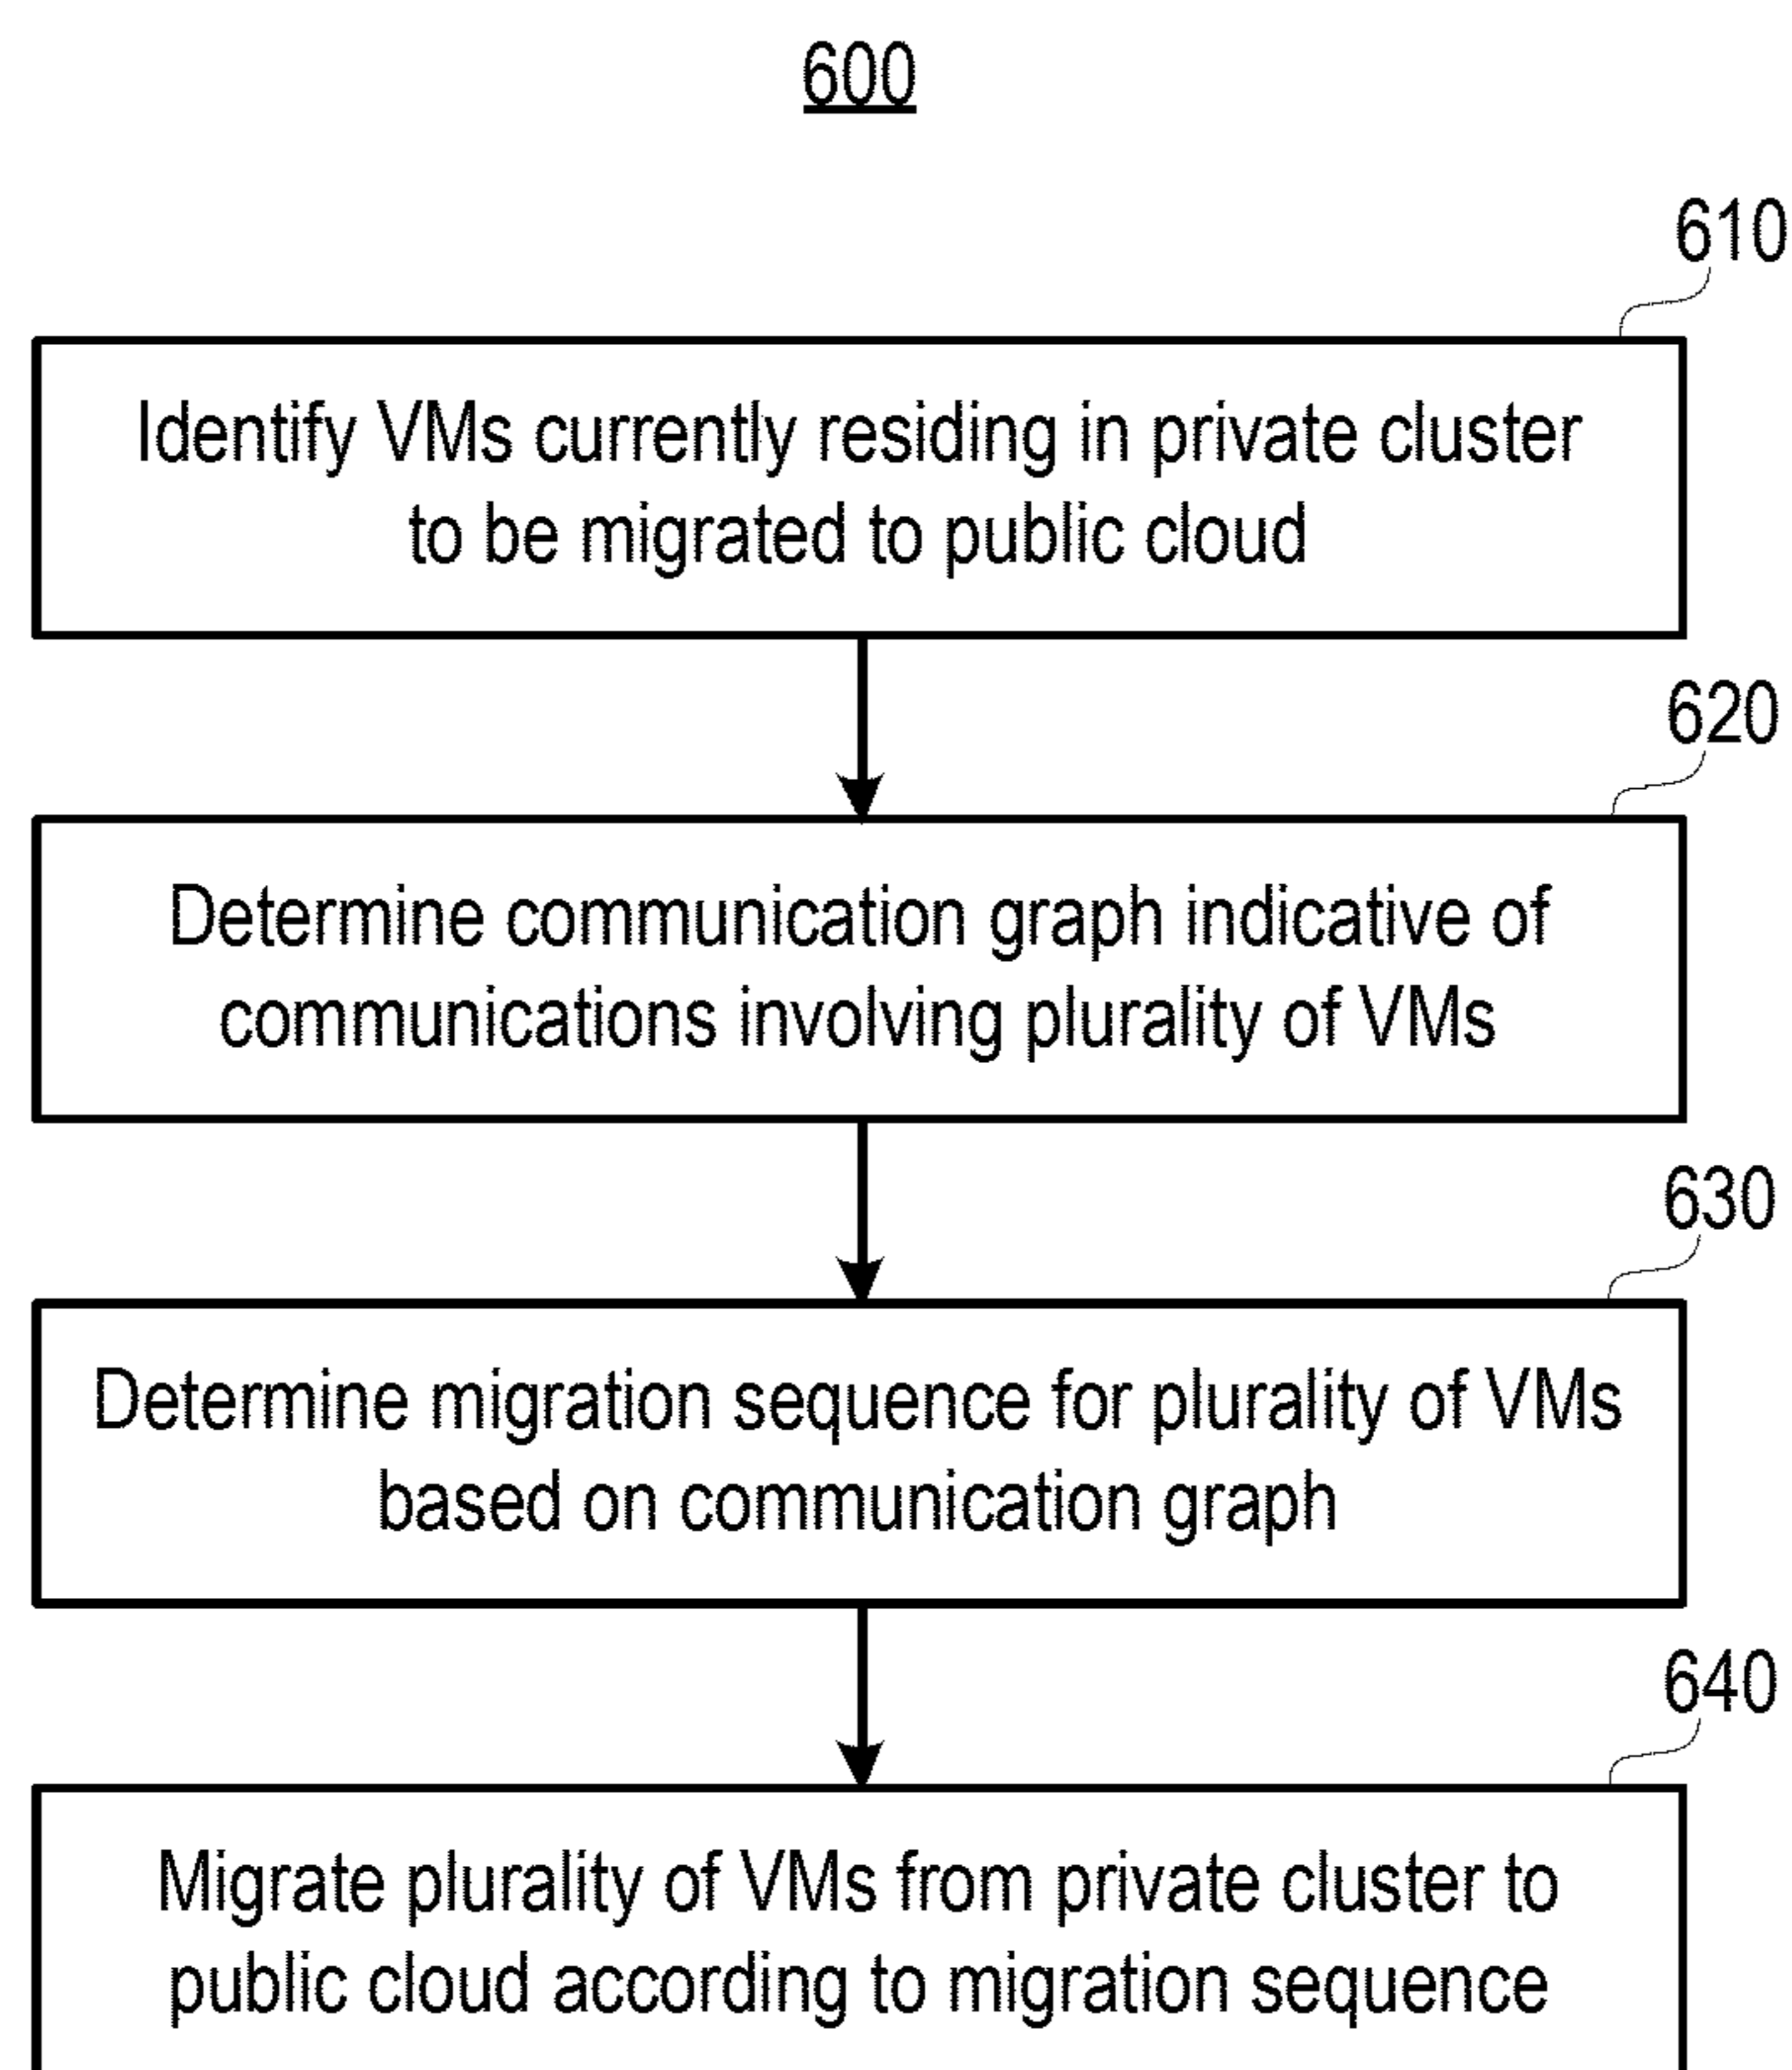 600
610
Identify VMs currently residing in private cluster
to be migrated to public cloud
620
Determine communication graph indicative of
communications involving plurality of VMs
630
Determine migration sequence for plurality of VMs
based on communication graph
640
Migrate plurality of VMs from private cluster to
public cloud according to migration sequence